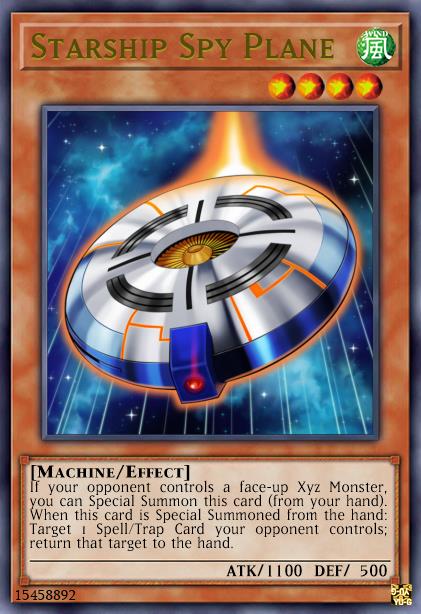 Starship Spy Plane
WIND
風
[Machine/Effect]
If your opponent controls a face-up Xyz Monster,
you can Special Summon this card (from your hand).
When this card is Special Summoned from the hand:
Target 1 Spell/Trap Card your opponent controls;
return that target to the hand.
ATK/1100 DEF/ 500
15458892